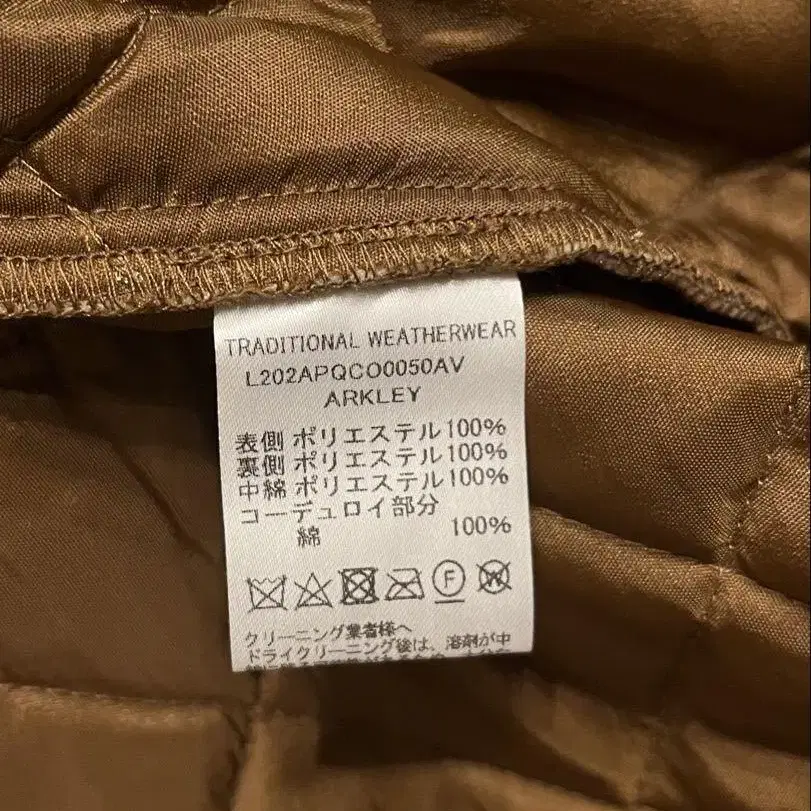 TRADITIONAL WEATHERWEAR
L202APQCO0050AV
ARKLEY
表側 ポリエステル100%
裏側 ポリエステル100%
中綿 ポリエステル100%
コーデュロイ部分
綿 100%
F
W
クリーニング業者様へ
ドライクリーニング後は、溶剤が中